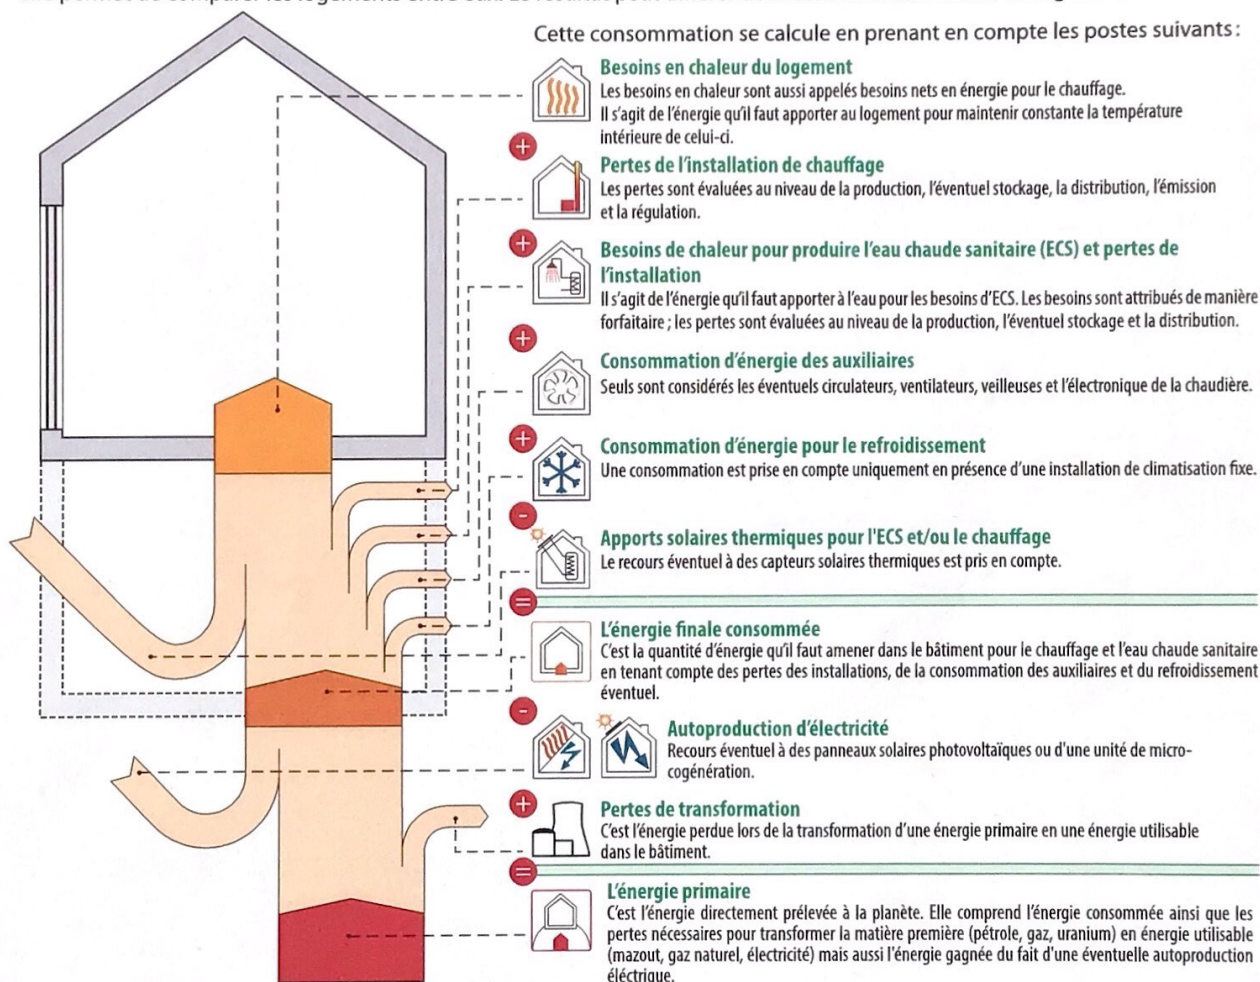 Cette consommation se calcule en prenant en compte les postes suivants :
Besoins en chaleur du logement
Les besoins en chaleur sont aussi appelés besoins nets en énergie pour le chauffage.
Il s'agit de l'énergie qu'il faut apporter au logement pour maintenir constante la température
intérieure de celui-ci.
+
Pertes de l'installation de chauffage
Les pertes sont évaluées au niveau de la production, l'éventuel stockage, la distribution, l'émission
et la régulation.
+
Besoins de chaleur pour produire l'eau chaude sanitaire (ECS) et pertes de
l'installation
Il s'agit de l'énergie qu'il faut apporter à l'eau pour les besoins d'ECS. Les besoins sont attribués de manière
forfaitaire ; les pertes sont évaluées au niveau de la production, l'éventuel stockage et la distribution.
+
Consommation d'énergie des auxiliaires
Seuls sont considérés les éventuels circulateurs, ventilateurs, veilleuses et l'électronique de la chaudière.
+
Consommation d'énergie pour le refroidissement
Une consommation est prise en compte uniquement en présence d'une installation de climatisation fixe.
-
Apports solaires thermiques pour l'ECS et/ou le chauffage
Le recours éventuel à des capteurs solaires thermiques est pris en compte.
=
L'énergie finale consommée
C'est la quantité d'énergie qu'il faut amener dans le bâtiment pour le chauffage et l'eau chaude sanitaire
en tenant compte des pertes des installations, de la consommation des auxiliaires et du refroidissement
éventuel.
-
Autoproduction d'électricité
Recours éventuel à des panneaux solaires photovoltaïques ou d'une unité de micro-
cogénération.
+
Pertes de transformation
C'est l'énergie perdue lors de la transformation d'une énergie primaire en une énergie utilisable
dans le bâtiment.
=
L'énergie primaire
C'est l'énergie directement prélevée à la planète. Elle comprend l'énergie consommée ainsi que les
pertes nécessaires pour transformer la matière première (pétrole, gaz, uranium) en énergie utilisable
(mazout, gaz naturel, électricité) mais aussi l'énergie gagnée du fait d'une éventuelle autoproduction
éléctrique.